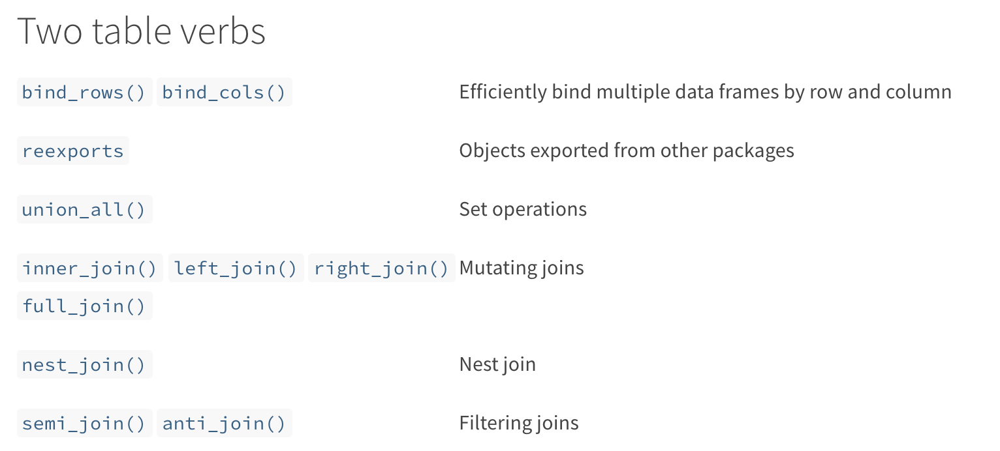 Two table verbs
bind_rows() bind_cols() Efficiently bind multiple data frames by row and column
reexports Objects exported from other packages
union_all() Set operations
inner_join() left_join() right_join() Mutating joins
full_join()
nest_join() Nest join
semi_join() anti_join() Filtering joins